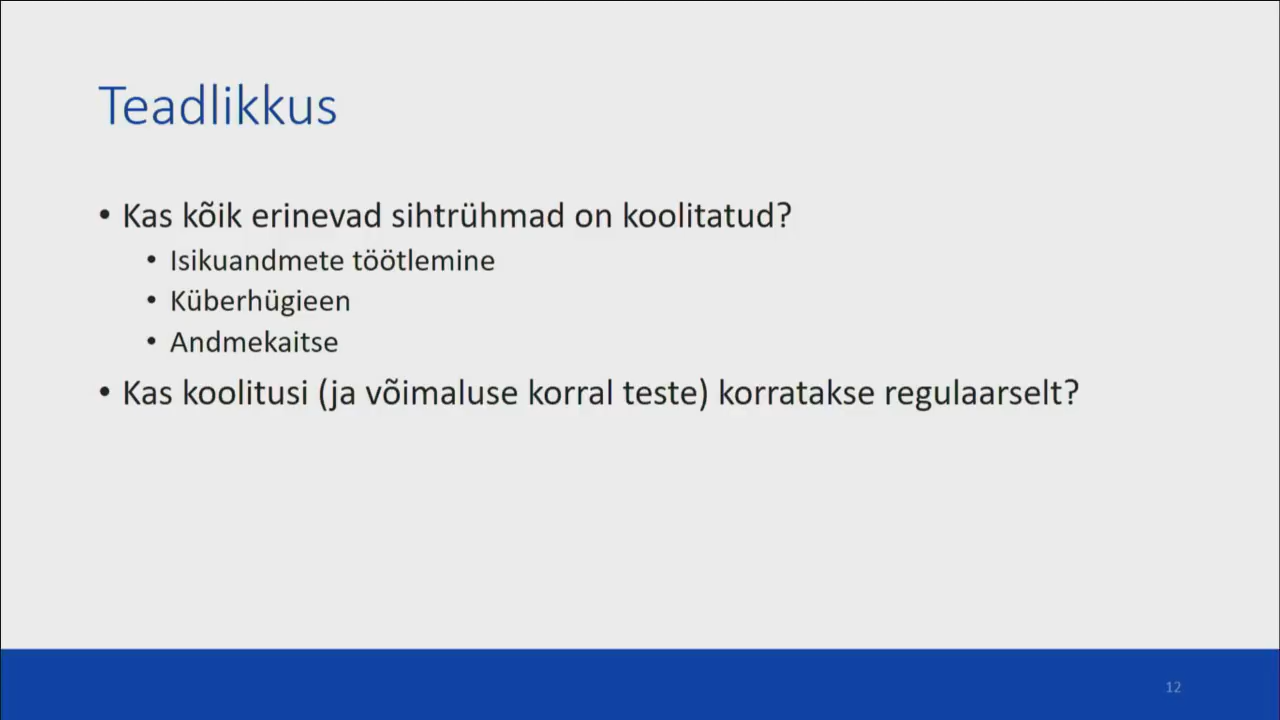 Teadlikkus
• Kas kõik erinevad sihtrühmad on koolitatud?
• Isikuandmete töötlemine
• Küberhügieen
• Andmekaitse
• Kas koolitusi (ja võimaluse korral teste) korratakse regulaarselt?
12